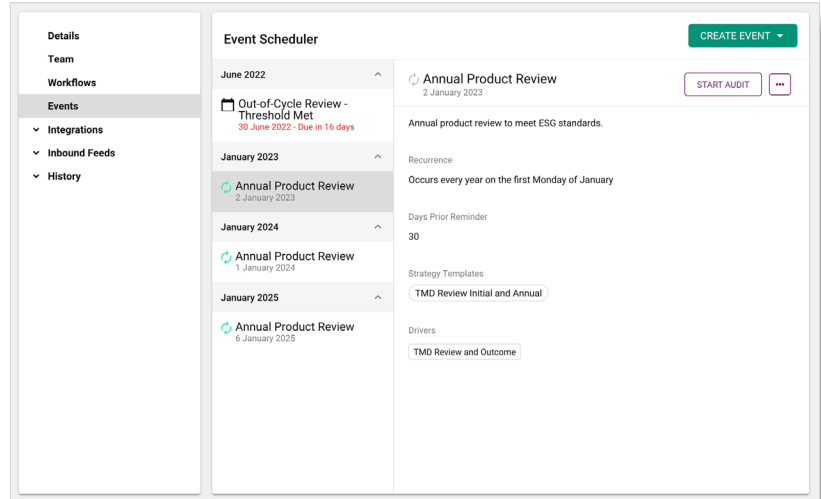 Details
Team
Workflows
Events
Integrations
Inbound Feeds
History
Event Scheduler
CREATE EVENT
June 2022
Out-of-Cycle Review -
Threshold Met
30 June 2022 - Due in 16 days
January 2023
Annual Product Review
2 January 2023
January 2024
Annual Product Review
1 January 2024
January 2025
Annual Product Review
6 January 2025
Annual Product Review
2 January 2023
START AUDIT
Annual product review to meet ESG standards.
Recurrence
Occurs every year on the first Monday of January
Days Prior Reminder
30
Strategy Templates
TMD Review Initial and Annual
Drivers
TMD Review and Outcome